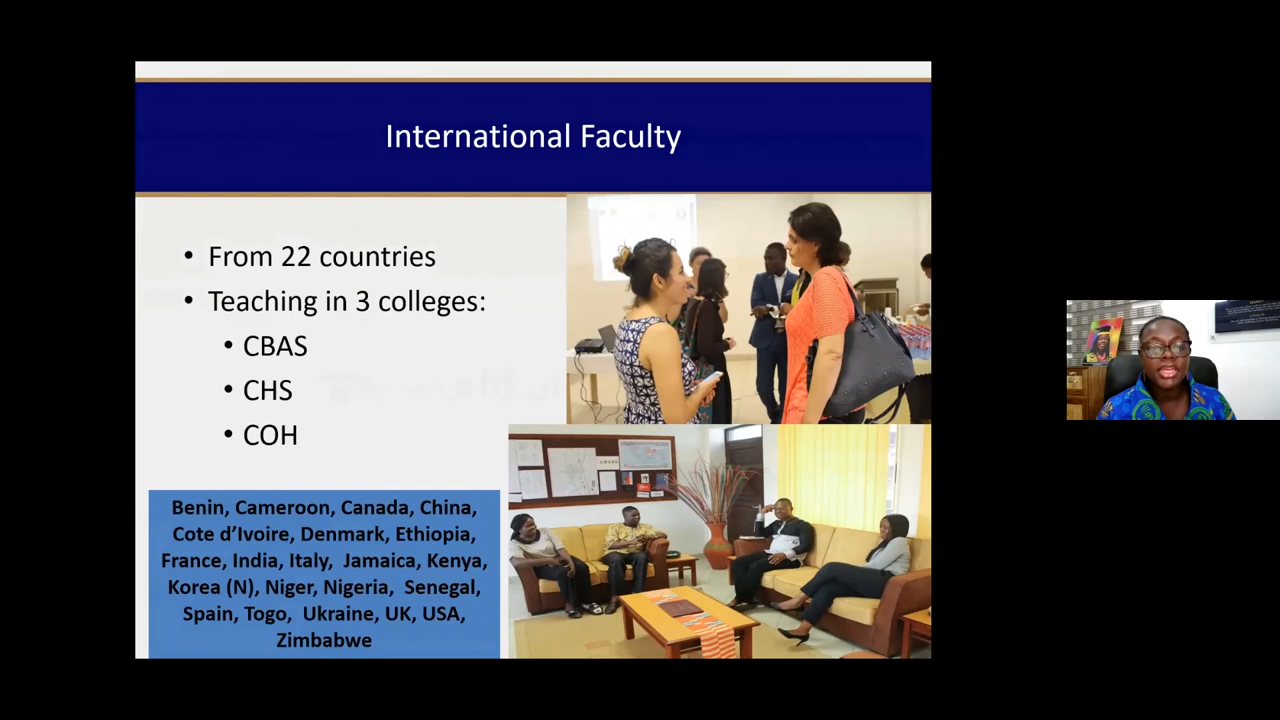 International Faculty
• From 22 countries
• Teaching in 3 colleges:
• CBAS
• CHS
• COH
Benin, Cameroon, Canada, China,
Cote d’Ivoire, Denmark, Ethiopia,
France, India, Italy, Jamaica, Kenya,
Korea (N), Niger, Nigeria, Senegal,
Spain, Togo, Ukraine, UK, USA,
Zimbabwe